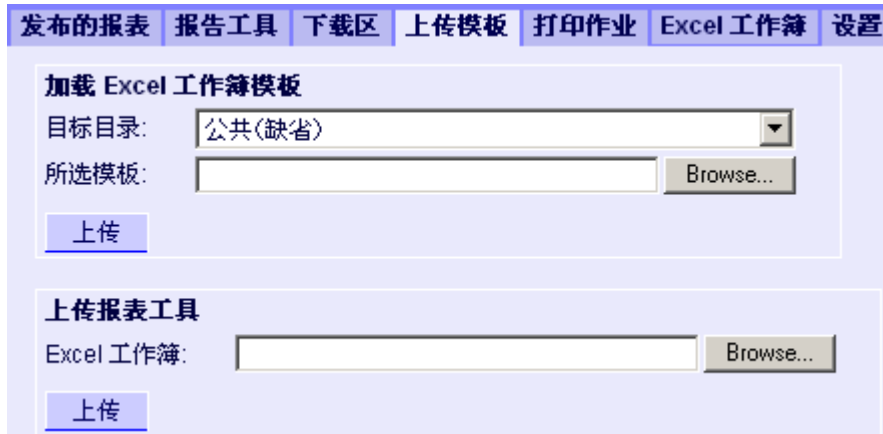 发布的报表 报告工具 下载区 上传模板 打印作业 Excel 工作簿 设置
加载 Excel 工作簿模板
目标目录: 公共(缺省)
所选模板: Browse...
上传
上传报表工具
Excel 工作簿: Browse...
上传